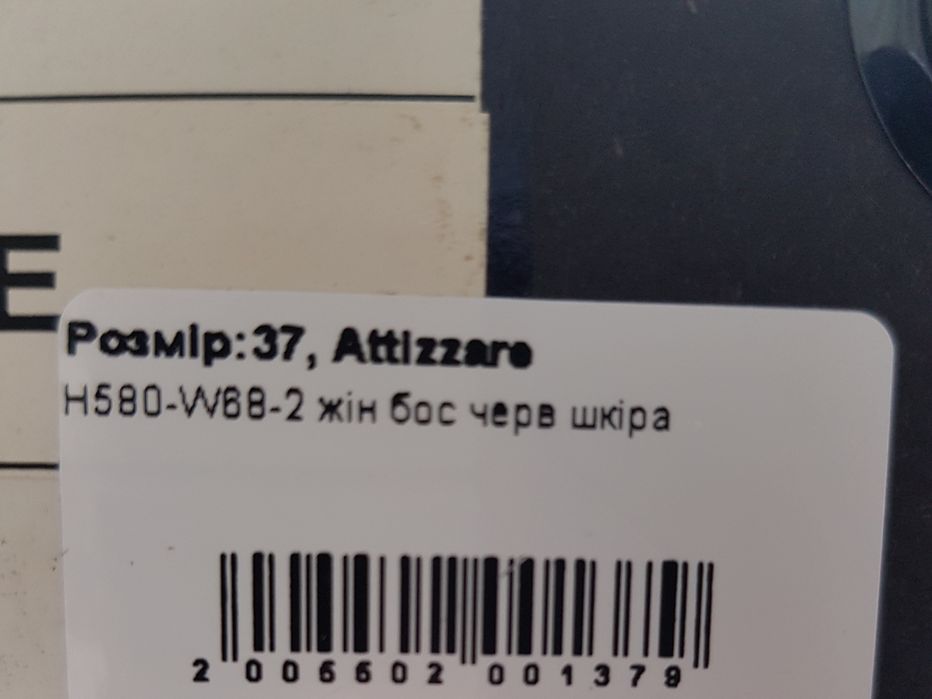 E
Розмір:37, Attizzare
H580-W68-2 жін бос черв шкіра
2 006602 001379